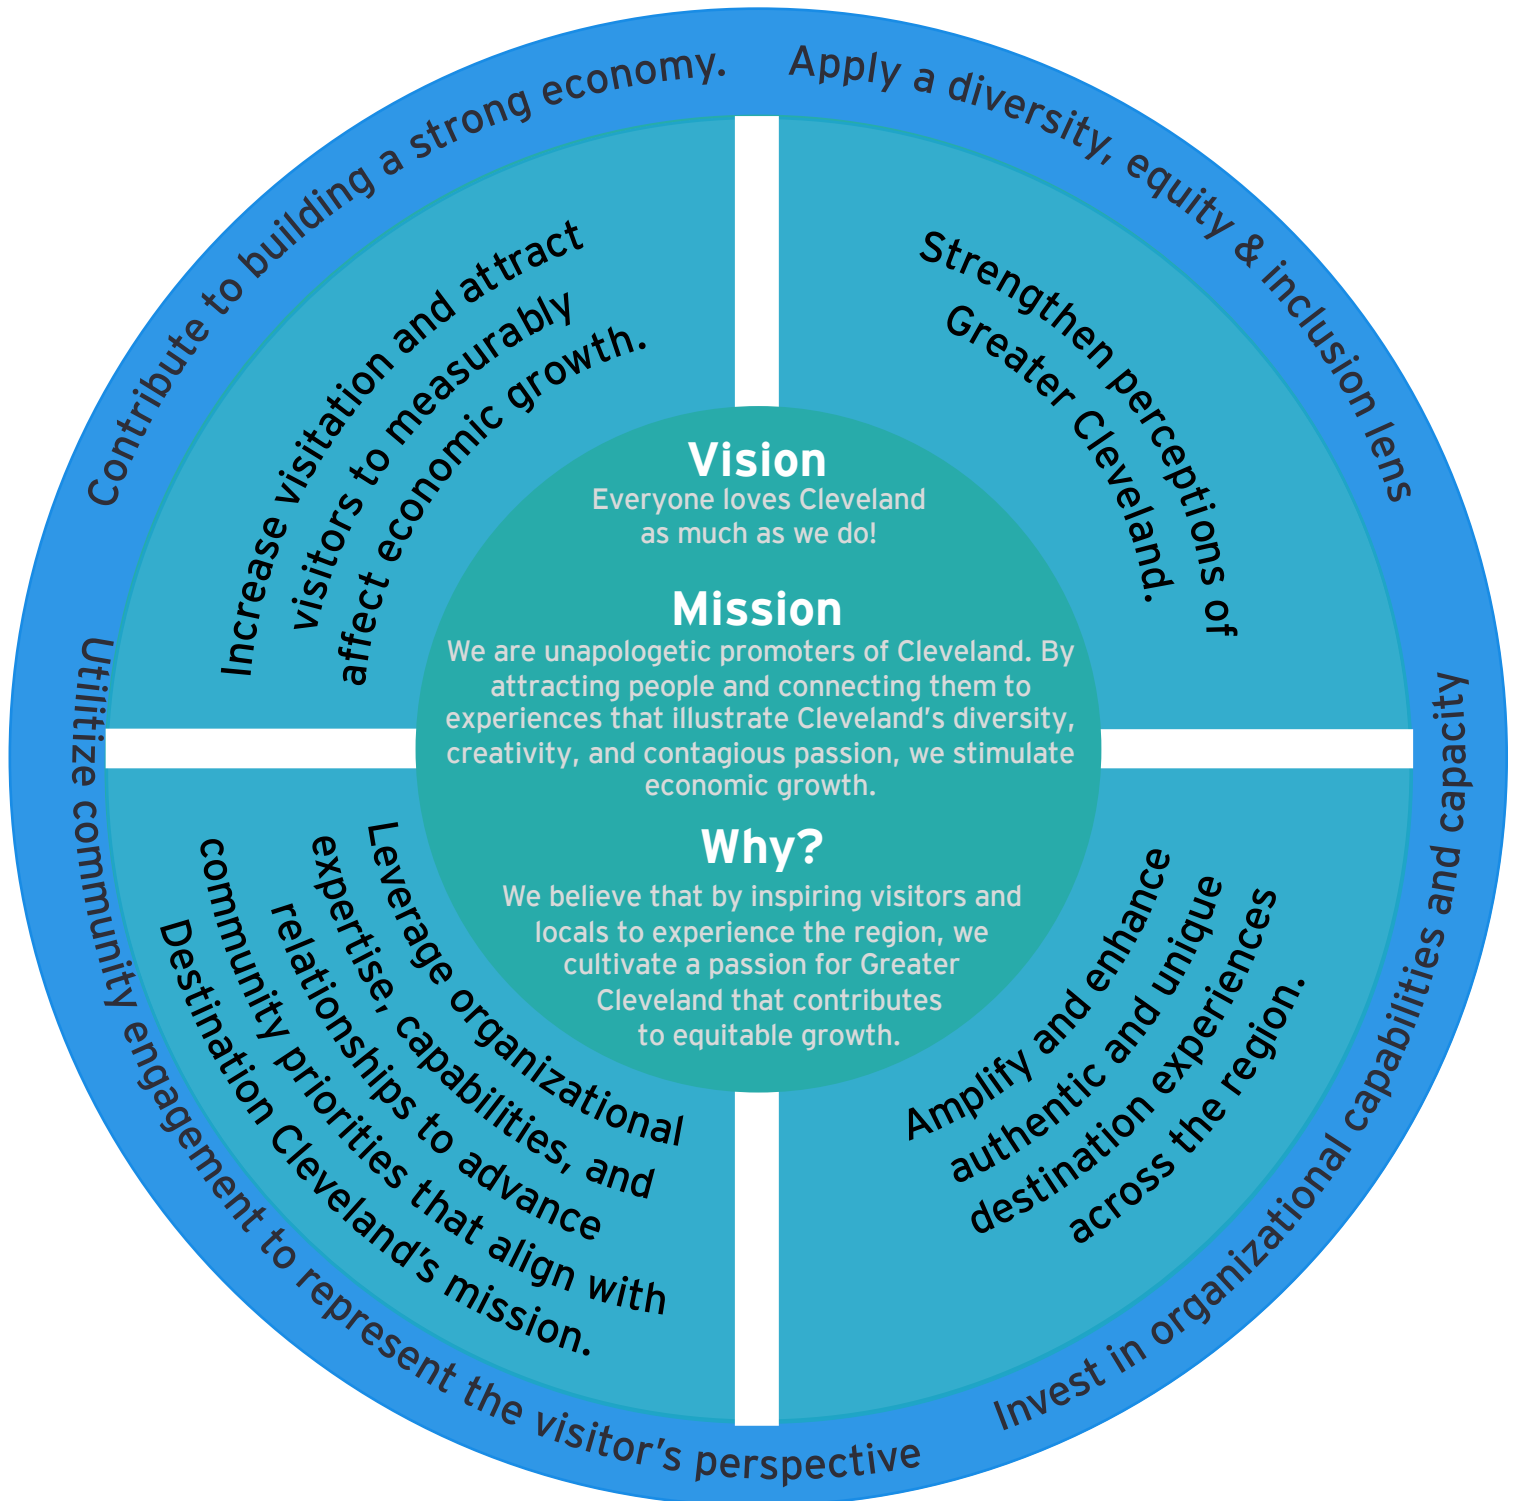 Contribute to building a strong economy.
Apply a diversity, equity & inclusion lens
Increase visitation and attract
visitors to measurably
affect economic growth.
Strengthen perceptions of
Greater Cleveland.
Vision
Everyone loves Cleveland
as much as we do!
Mission
We are unapologetic promoters of Cleveland. By
attracting people and connecting them to
experiences that illustrate Cleveland's diversity,
creativity, and contagious passion, we stimulate
economic growth.
Why?
We believe that by inspiring visitors and
locals to experience the region, we
cultivate a passion for Greater
Cleveland that contributes
to equitable growth.
Leverage organizational
expertise, capabilities, and
relationships to advance
community priorities that align with
Destination Cleveland's mission.
Amplify and enhance
authentic and unique
destination experiences
across the region.
Utilitize community engagement to represent the visitor's perspective
Invest in organizational capabilities and capacity